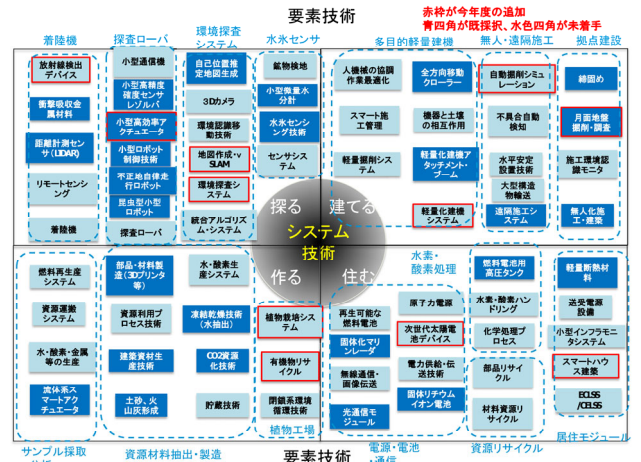 要素技術
赤枠が今年度の追加
青四角が既採択、水色四角が未着手
着陸機
放射線検出
デバイス
衝撃吸収金
属材料
距離計測セン
サ（LIDAR）
リモートセンシ
ング
着陸機
探査ローバ
小型通信機
小型高精度
確度センサ
レゾルバ
小型高効率ア
クチュエータ
小型ロボット
制御技術
不正地自律走
行ロボット
昆虫型小型
ロボット
探査ローバ
環境探査
システム
自己位置推
定地図生成
3Dカメラ
環境認識移
動技術
地図作成・v
SLAM
環境探査シ
ステム
統合アルゴリズ
ム・システム
水氷センサ
鉱物検地
小型微量水
分計
水氷センシ
ング技術
センサシステ
ム
多目的軽量建機
人機械の協調
作業最適化
スマート施
工管理
軽量掘削シス
テム
全方向移動
クローラー
機器と土壌
の相互作用
軽量化建機ア
タッチメント・
ブーム
軽量化建機
システム
無人・遠隔施工
自動掘削シミュ
レーション
不具合自動
検知
水平安定
設置技術
大型構造
物輸送
遠隔施工シ
ステム
拠点建設
締固め
月面地盤
掘削・調査
施工環境認
識モニタ
無人化施
工・建築
探る
建てる
システム
技術
作る
住む
燃料再生産
システム
資源運搬シ
ステム
水・酸素・金属
等の生産
流体系ス
マートアク
チュエータ
サンプル採取
部品・材料製
造（3Dプリンタ
等）
資源利用プ
ロセス技術
建築資材生
産技術
土砂、火
山灰形成
水・酸素生
産システム
凍結乾燥技術
（水抽出）
CO2資源
化技術
貯蔵技術
資源材料抽出・製造
植物栽培シス
テム
有機物リサ
イクル
閉鎖系環境
循環技術
植物工場
水素・
酸素処理
再生可能な
燃料電池
固体化マリ
ンレーダ
無線通信・
画像伝送
光通信モ
ジュール
原子力電源
次世代太陽電
池デバイス
電力供給・伝
送技術
固体リチウム
イオン電池
電源・電池
・通信
燃料電池用
高圧タンク
水素・酸素ハン
ドリング
化学処理プ
ロセス
部品リサイク
ル
材料資源リ
サイクル
資源リサイクル
軽量断熱材
料
送受電源
設備
小型インフラモニ
タシステム
スマートハウ
ス建築
ECLSS
/CELSS
居住モジュール
要素技術